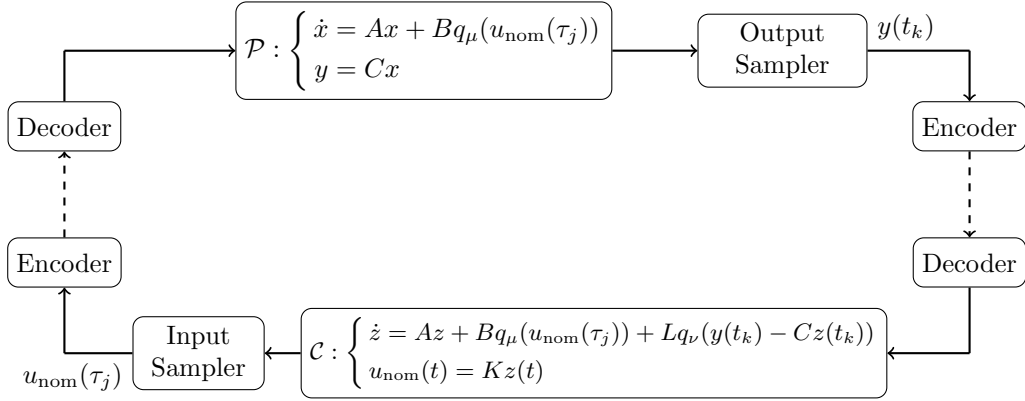 𝒫 : { ẋ = Ax + Bq_μ(u_nom(τ_j))
y = Cx
Output
Sampler
y(t_k)
Decoder
Encoder
Encoder
Decoder
𝒞 : { ż = Az + Bq_μ(u_nom(τ_j)) + Lq_ν(y(t_k) − Cz(t_k))
u_nom(t) = Kz(t)
Input
Sampler
u_nom(τ_j)